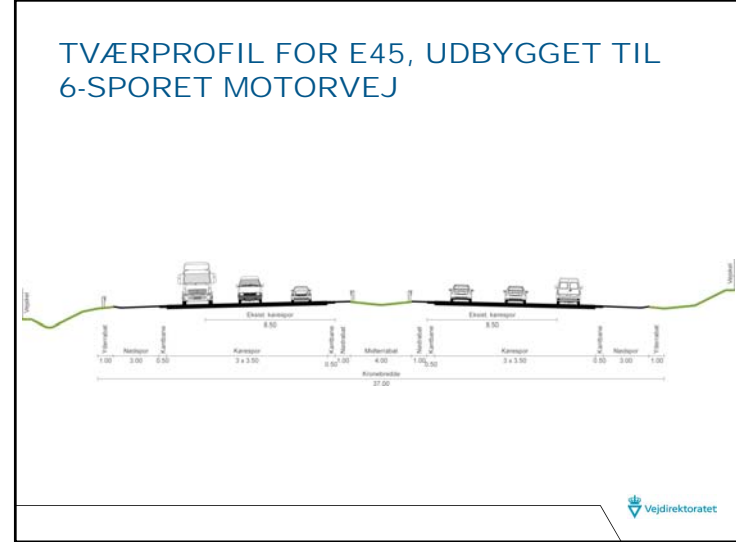 TVÆRPROFIL FOR E45, UDBYGGET TIL
6-SPORET MOTORVEJ
Vejskel
Vejskel
Eksist. kørespor
8.50
Eksist. kørespor
8.50
Yderrabat
Nødspor
Kantbane
Kørespor
Kantbane
Nødrabat
Midterrabat
Nødrabat
Kantbane
Kørespor
Kantbane
Nødspor
Yderrabat
1.00 3.00 0.50 3 x 3.50 0.50 1.00 4.00 1.00 0.50 3 x 3.50 0.50 3.00 1.00
Kronebredde
37.00
Vejdirektoratet